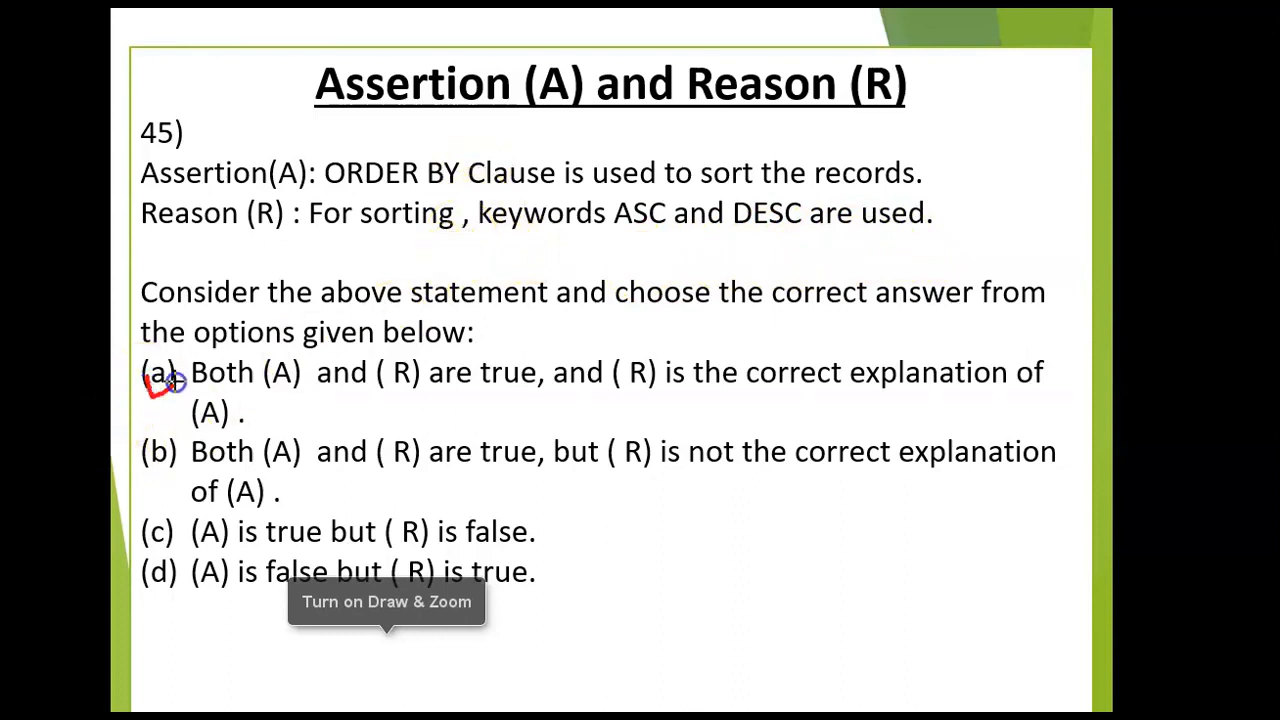 Assertion (A) and Reason (R)
45)
Assertion(A): ORDER BY Clause is used to sort the records.
Reason (R) : For sorting , keywords ASC and DESC are used.
Consider the above statement and choose the correct answer from
the options given below:
(a) Both (A)  and ( R) are true, and ( R) is the correct explanation of
(A) .
(b) Both (A)  and ( R) are true, but ( R) is not the correct explanation
of (A) .
(c) (A) is true but ( R) is false.
(d) (A) is false but ( R) is true.
Turn on Draw & Zoom